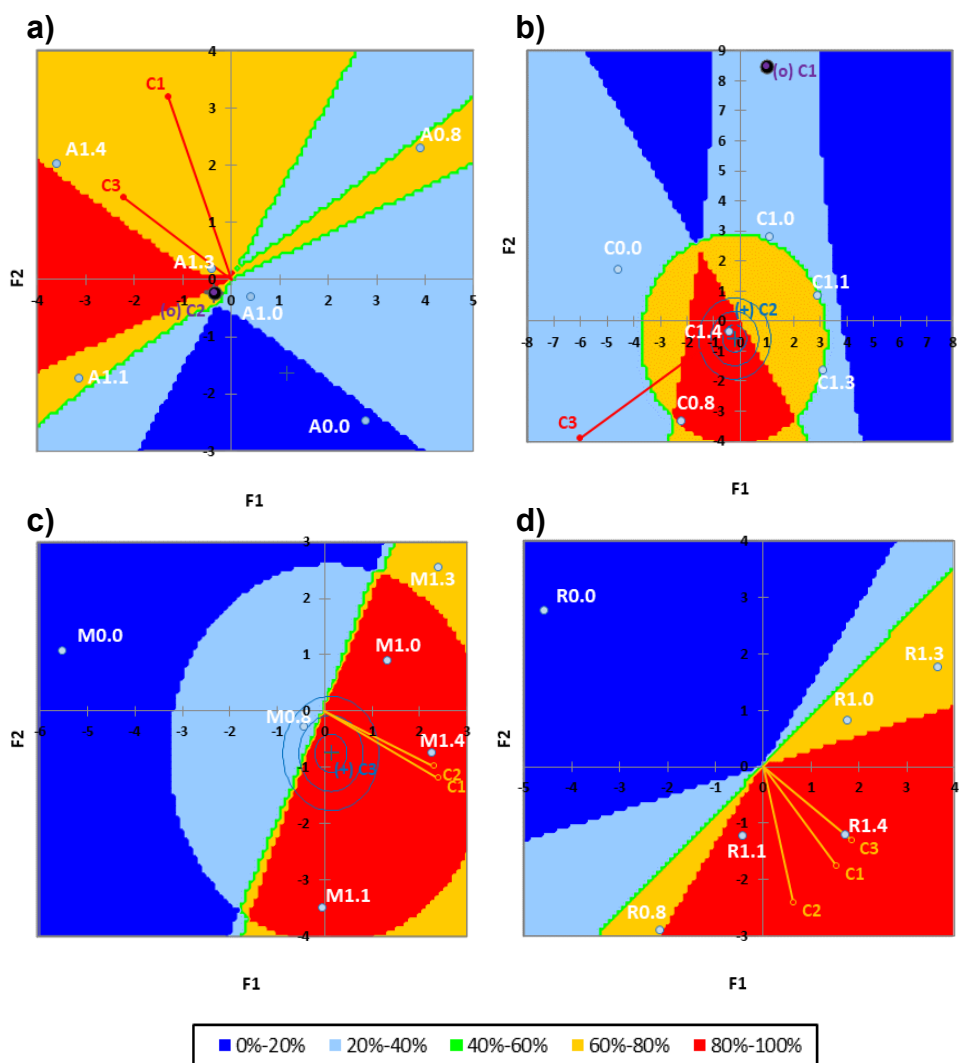 a)
b)
4
3
2
1
0
-1
-2
-3
-4 -3 -2 -1 0 1 2 3 4 5
F2
F1
C1
C3
A1.4
A0.8
A1.3
(o) C2
A1.0
A1.1
A0.0
9
8
7
6
5
4
3
2
1
0
-1
-2
-3
-4
-8 -7 -6 -5 -4 -3 -2 -1 0 1 2 3 4 5 6 7 8
F2
F1
(o) C1
C1.0
C0.0
C1.1
(+) C2
C1.4
C1.3
C0.8
C3
c)
d)
3
2
1
0
-1
-2
-3
-4
-6 -5 -4 -3 -2 -1 0 1 2 3
F2
F1
M1.3
M0.0
M1.0
M0.8
M1.4
(+) C3
C2
C1
M1.1
4
3
2
1
0
-1
-2
-3
-5 -4 -3 -2 -1 0 1 2 3 4
F2
F1
R0.0
R1.3
R1.0
R1.4
R1.1
C3
C1
C2
R0.8
0%-20% 20%-40% 40%-60% 60%-80% 80%-100%